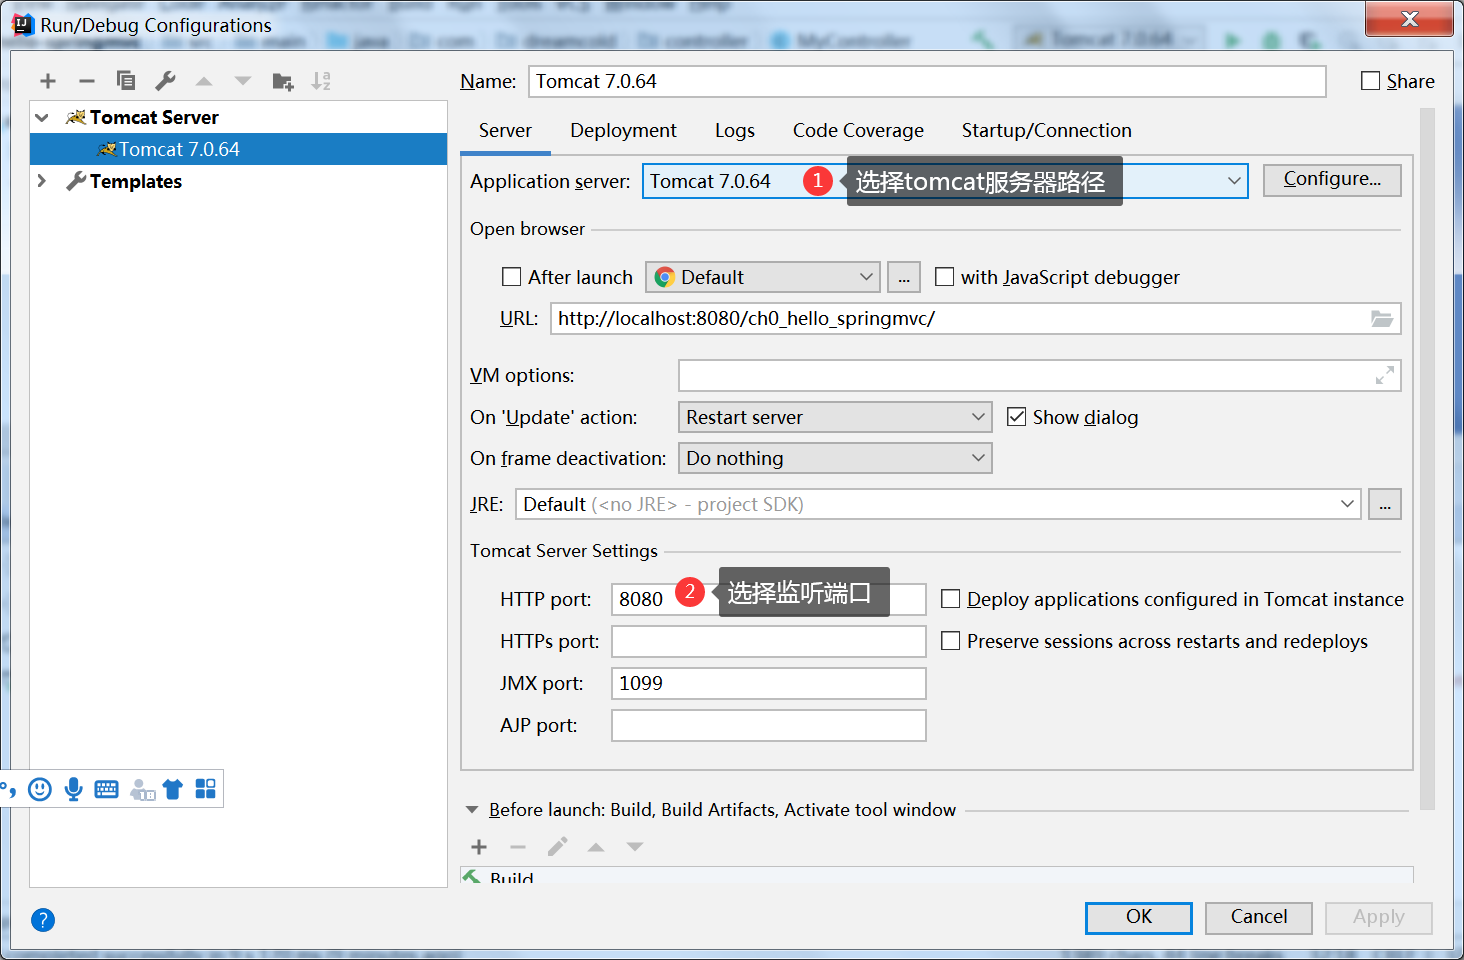 Run/Debug Configurations
Name: Tomcat 7.0.64 Share
Tomcat Server
Tomcat 7.0.64
Templates
Server Deployment Logs Code Coverage Startup/Connection
Application server: Tomcat 7.0.64 1 选择tomcat服务器路径 Configure...
Open browser
After launch Default ... with JavaScript debugger
URL: http://localhost:8080/ch0_hello_springmvc/
VM options:
On 'Update' action: Restart server Show dialog
On frame deactivation: Do nothing
JRE: Default (<no JRE> - project SDK) ...
Tomcat Server Settings
HTTP port: 8080 2 选择监听端口 Deploy applications configured in Tomcat instance
HTTPs port: Preserve sessions across restarts and redeploys
JMX port: 1099
AJP port:
Before launch: Build, Build Artifacts, Activate tool window
Build
? OK Cancel Apply